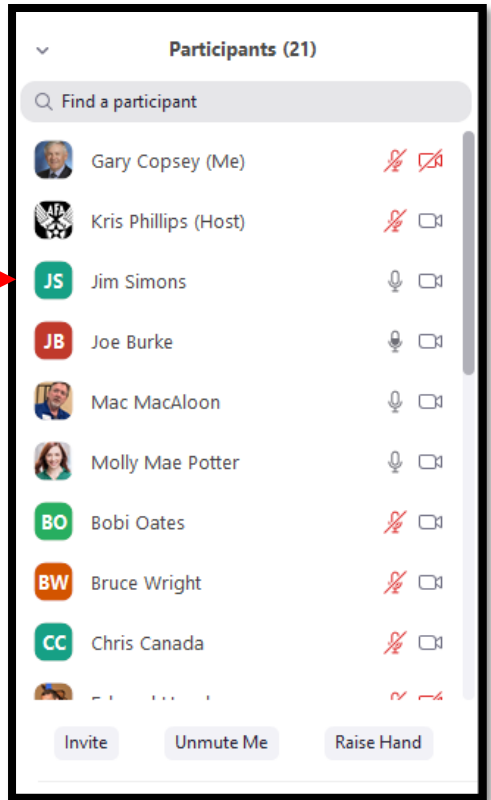 Participants (21)
Find a participant
Gary Copsey (Me)
AFA Kris Phillips (Host)
JS Jim Simons
JB Joe Burke
Mac MacAloon
Molly Mae Potter
BO Bobi Oates
BW Bruce Wright
CC Chris Canada
Invite Unmute Me Raise Hand